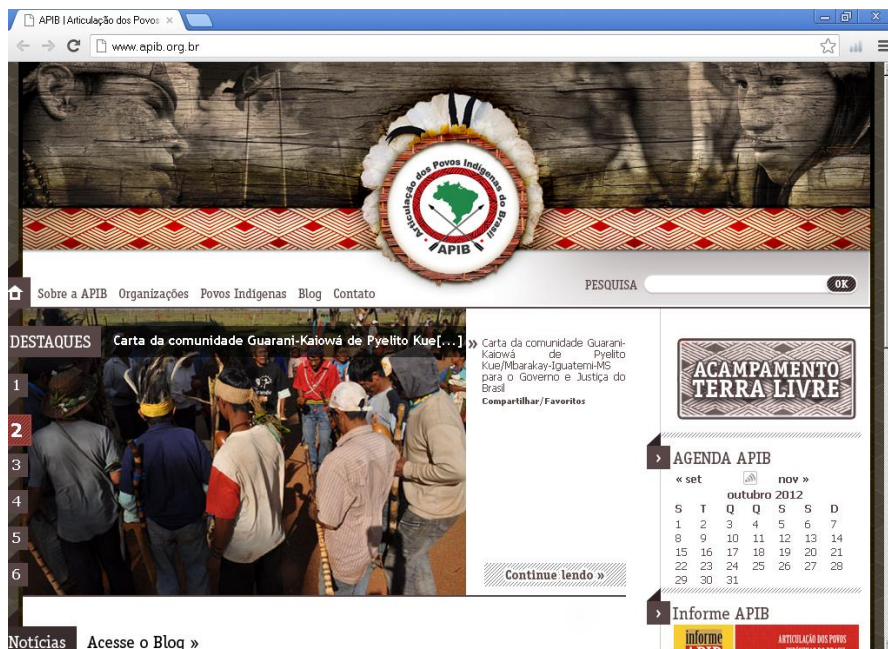 APIB | Articulação dos Povos
www.apib.org.br
Articulação dos Povos Indígenas do Brasil
APIB
PESQUISA
OK
Sobre a APIB Organizações Povos Indígenas Blog Contato
DESTAQUES
Carta da comunidade Guarani-Kaiowá de Pyelito Kue[...]
1
2
3
4
5
6
» Carta da comunidade Guarani-
Kaiowá de Pyelito
Kue/Mbarakay-Iguatemi-MS
para o Governo e Justiça do
Brasil
Compartilhar/Favoritos
Continue lendo »
ACAMPAMENTO
TERRA LIVRE
› AGENDA APIB
« set nov »
outubro 2012
S T Q Q S S D
1 2 3 4 5 6 7
8 9 10 11 12 13 14
15 16 17 18 19 20 21
22 23 24 25 26 27 28
29 30 31
› Informe APIB
informe
APIB
ARTICULAÇÃO DOS POVOS
INDÍGENAS DO BRASIL
Notícias Acesse o Blog »